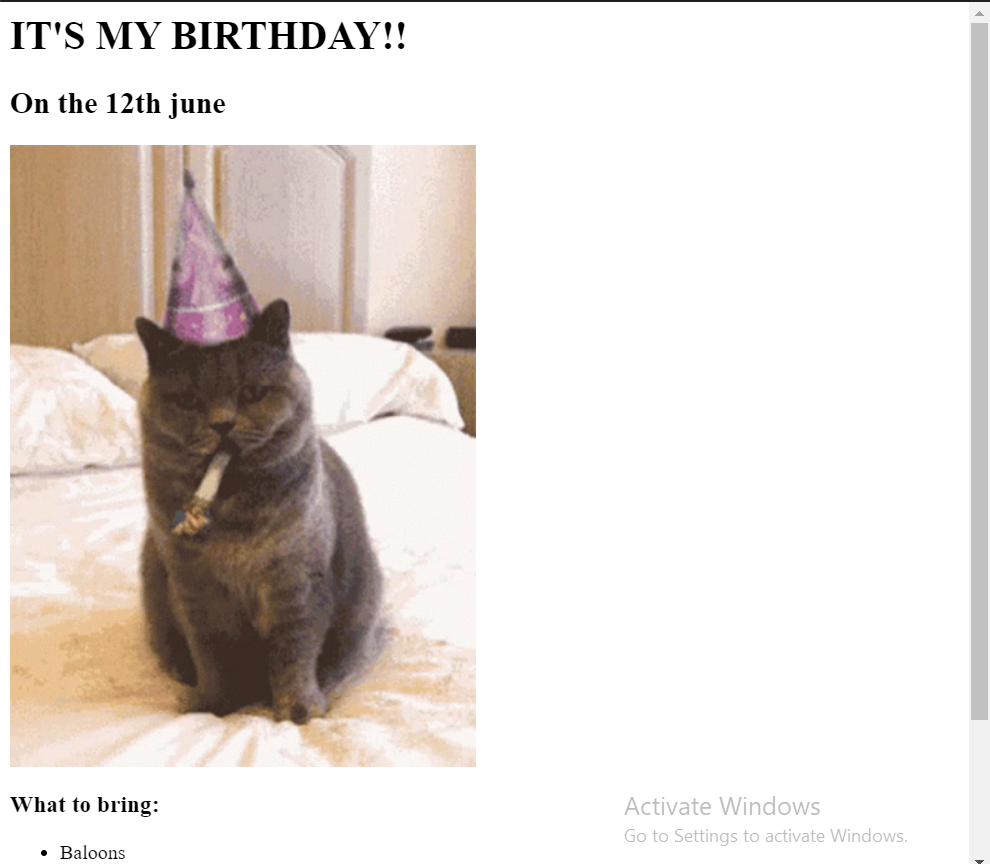 IT'S MY BIRTHDAY!!
On the 12th june
What to bring:
Baloons
Activate Windows
Go to Settings to activate Windows.